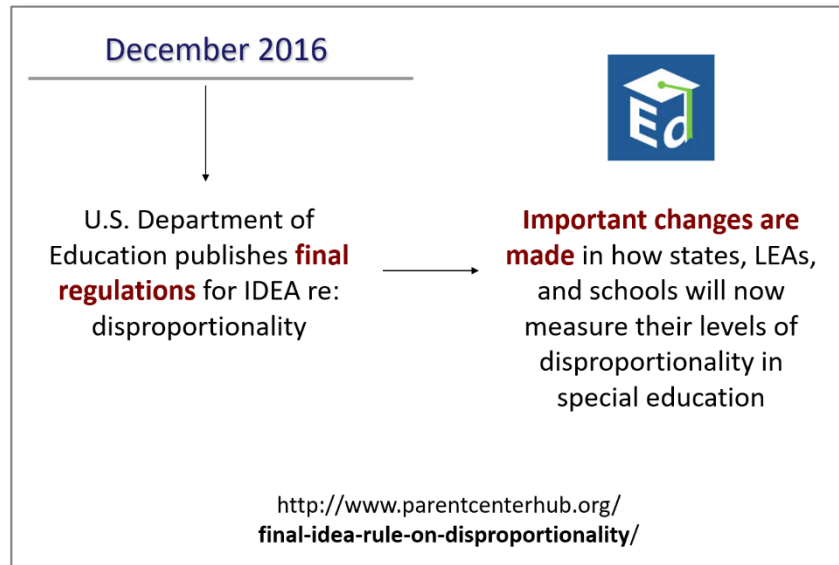 December 2016
Ed
U.S. Department of
Education publishes final
regulations for IDEA re:
disproportionality
Important changes are
made in how states, LEAs,
and schools will now
measure their levels of
disproportionality in
special education
http://www.parentcenterhub.org/
final-idea-rule-on-disproportionality/